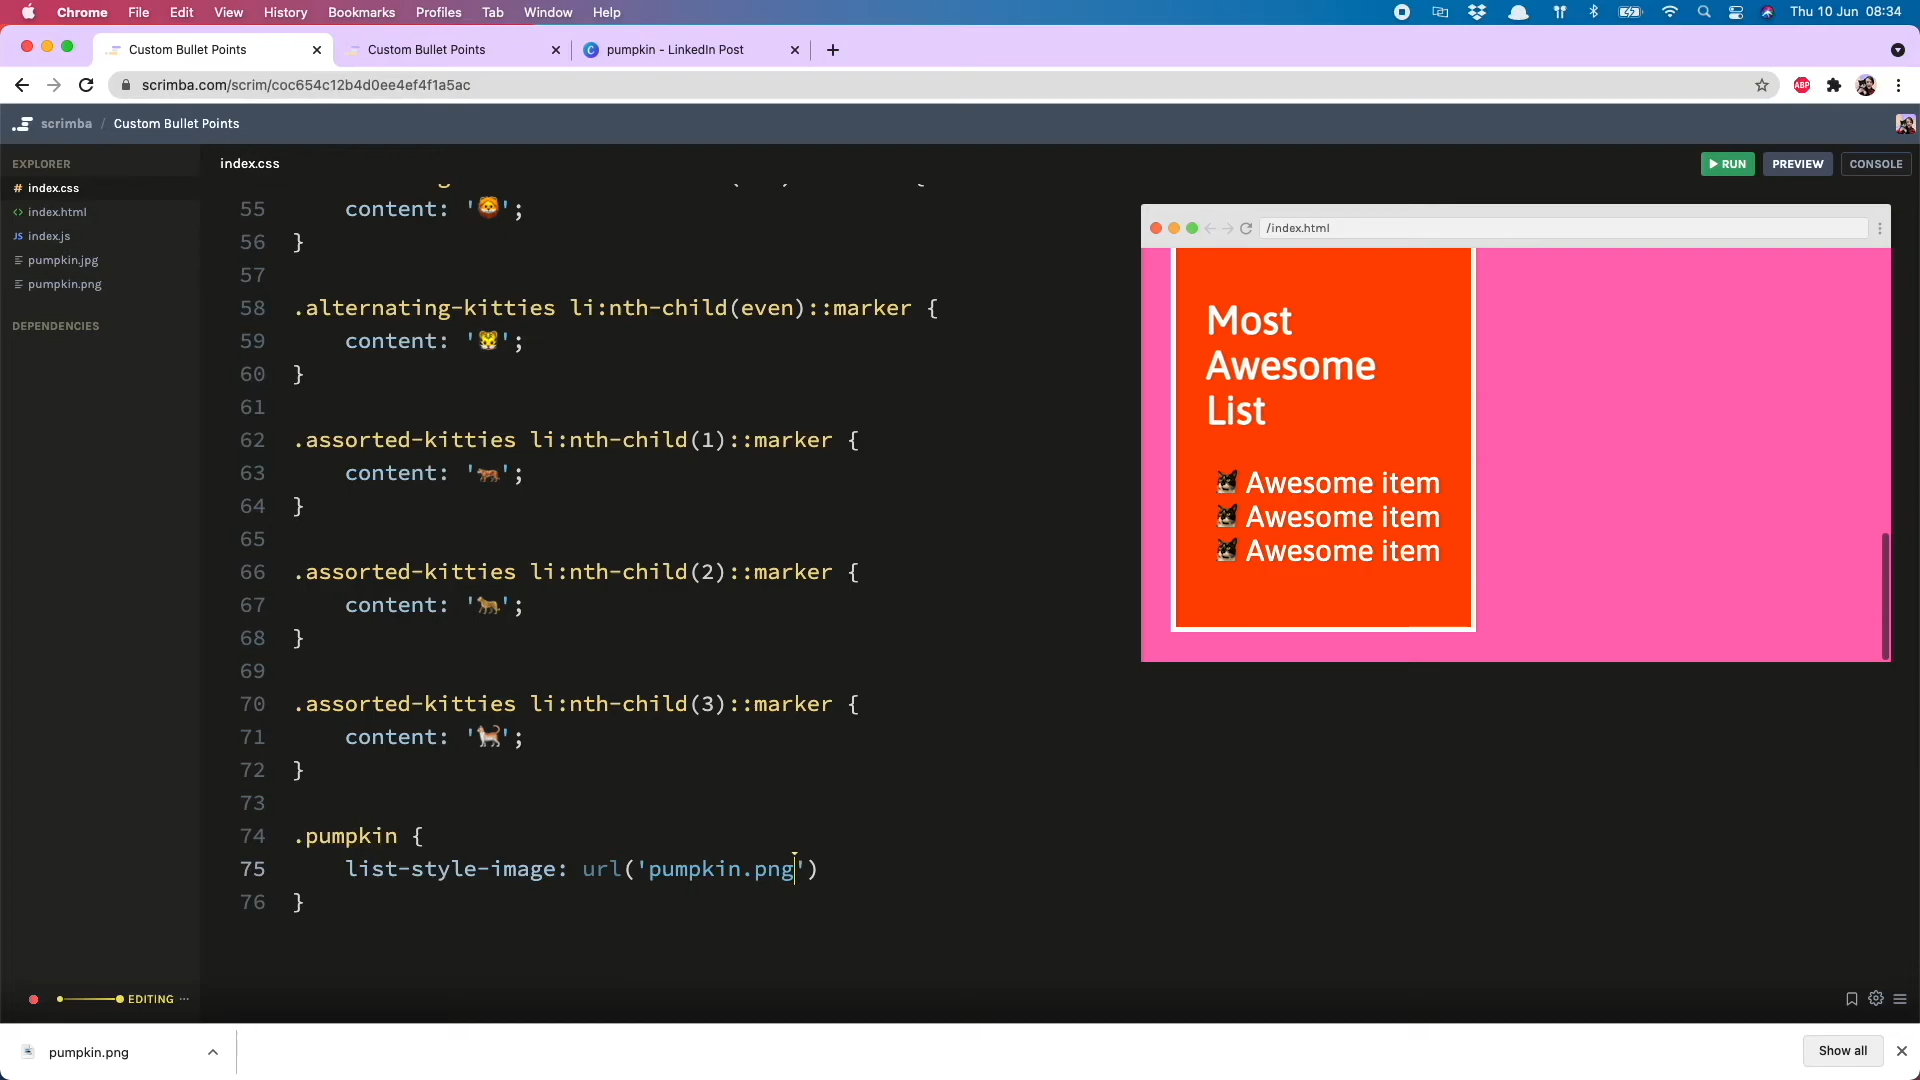 Chrome File Edit View History Bookmarks Profiles Tab Window Help Thu 10 Jun 08:34
Custom Bullet Points Custom Bullet Points pumpkin - LinkedIn Post
scrimba.com/scrim/coc654c12b4d0ee4ef4f1a5ac ABP
scrimba / Custom Bullet Points
EXPLORER
# index.css
<> index.html
JS index.js
pumpkin.jpg
pumpkin.png
DEPENDENCIES
index.css
RUN PREVIEW CONSOLE
55 content: '🦁';
56 }
57
58 .alternating-kitties li:nth-child(even)::marker {
59 content: '🐯';
60 }
61
62 .assorted-kitties li:nth-child(1)::marker {
63 content: '🐅';
64 }
65
66 .assorted-kitties li:nth-child(2)::marker {
67 content: '🐆';
68 }
69
70 .assorted-kitties li:nth-child(3)::marker {
71 content: '🐈';
72 }
73
74 .pumpkin {
75 list-style-image: url('pumpkin.png')
76 }
/index.html
Most
Awesome
List
Awesome item
Awesome item
Awesome item
EDITING ...
pumpkin.png
Show all